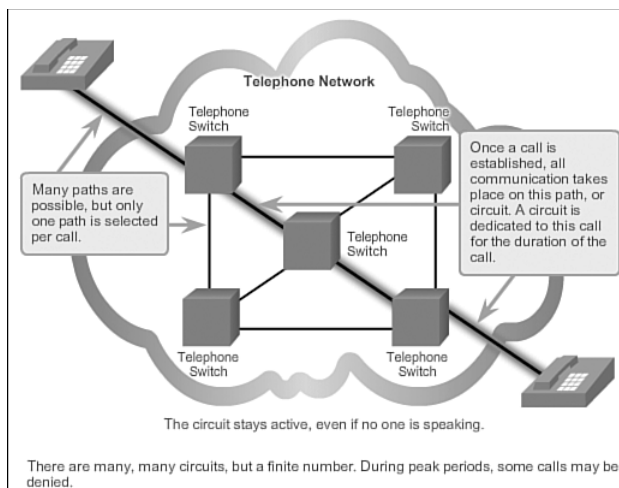 Telephone Network
Telephone
Switch
Telephone
Switch
Many paths are
possible, but only
one path is selected
per call.
Once a call is
established, all
communication takes
place on this path, or
circuit. A circuit is
dedicated to this call
for the duration of the
call.
Telephone
Switch
Telephone
Switch
Telephone
Switch
The circuit stays active, even if no one is speaking.
There are many, many circuits, but a finite number. During peak periods, some calls may be
denied.